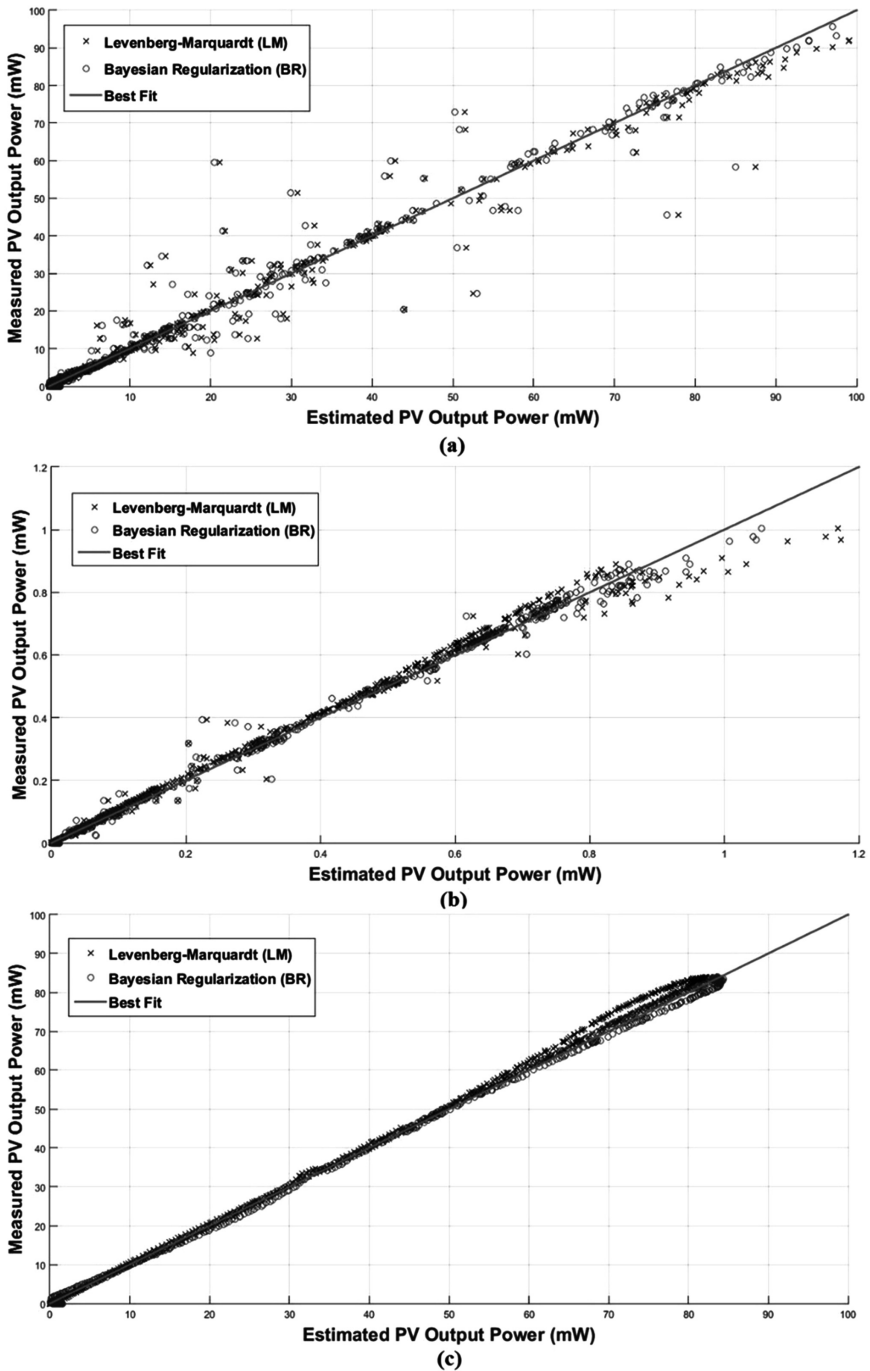 100
90
80
70
60
50
40
30
20
10
0
Measured PV Output Power (mW)
Levenberg-Marquardt (LM)
Bayesian Regularization (BR)
Best Fit
0 10 20 30 40 50 60 70 80 90 100
Estimated PV Output Power (mW)
(a)
1.2
1
0.8
0.6
0.4
0.2
0
Measured PV Output Power (mW)
Levenberg-Marquardt (LM)
Bayesian Regularization (BR)
Best Fit
0 0.2 0.4 0.6 0.8 1 1.2
Estimated PV Output Power (mW)
(b)
100
90
80
70
60
50
40
30
20
10
0
Measured PV Output Power (mW)
Levenberg-Marquardt (LM)
Bayesian Regularization (BR)
Best Fit
0 10 20 30 40 50 60 70 80 90 100
Estimated PV Output Power (mW)
(c)